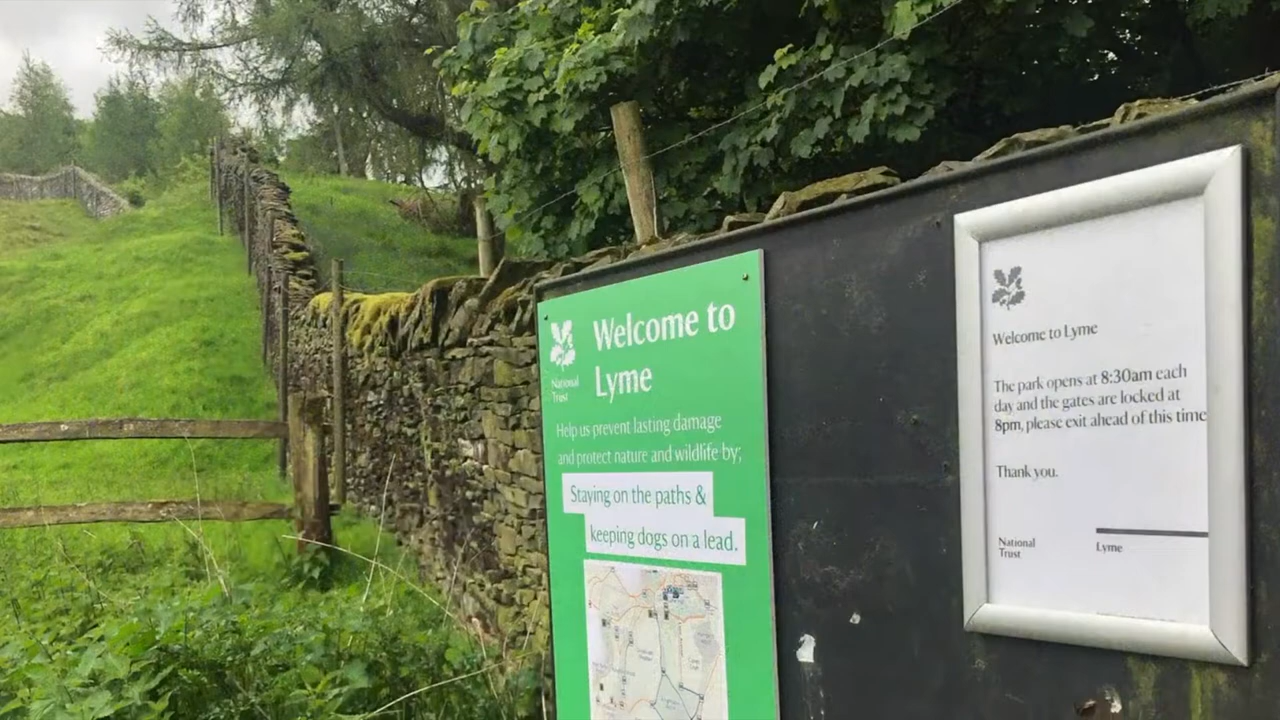 Welcome to
Lyme
National
Trust
Help us prevent lasting damage
and protect nature and wildlife by;
Staying on the paths &
keeping dogs on a lead.
Welcome to Lyme
The park opens at 8:30am each
day and the gates are locked at
8pm, please exit ahead of this time
Thank you.
National
Trust
Lyme